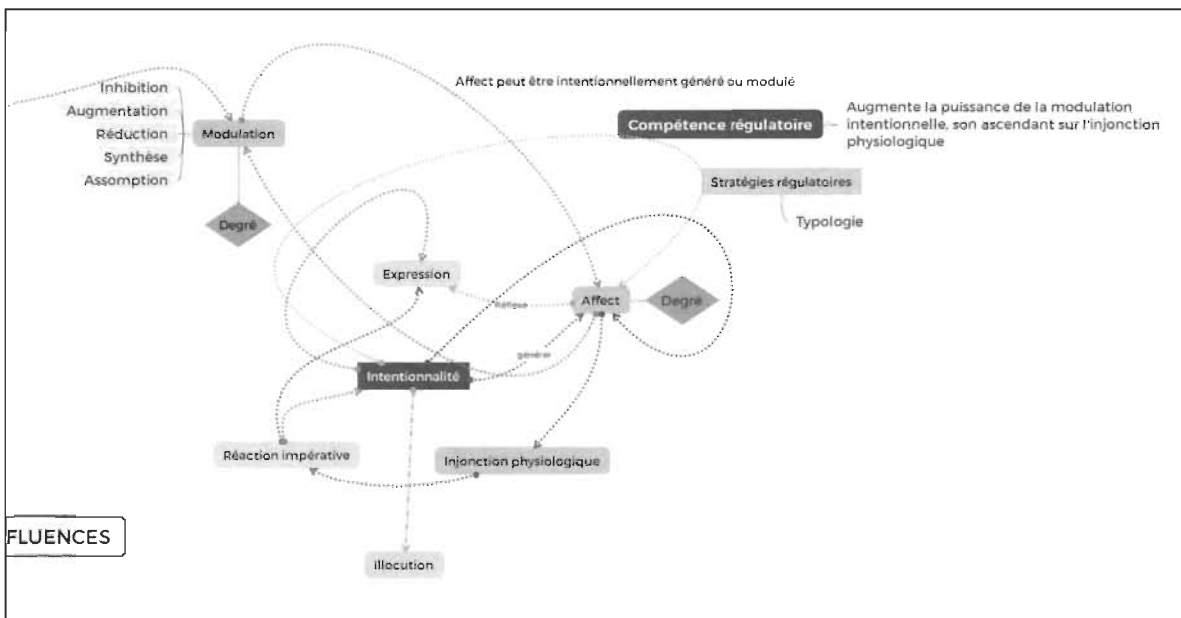 Affect peut être intentionnellement généré ou modulé
Inhibition
Augmentation
Réduction
Synthèse
Assomption
Modulation
Degré
Compétence régulatoire
Augmente la puissance de la modulation
intentionnelle, son ascendant sur l'injonction
physiologique
Stratégies régulatoires
Typologie
Expression
Réflexe
Affect
Degré
générer
Intentionnalité
Réaction impérative
Injonction physiologique
FLUENCES
illocution